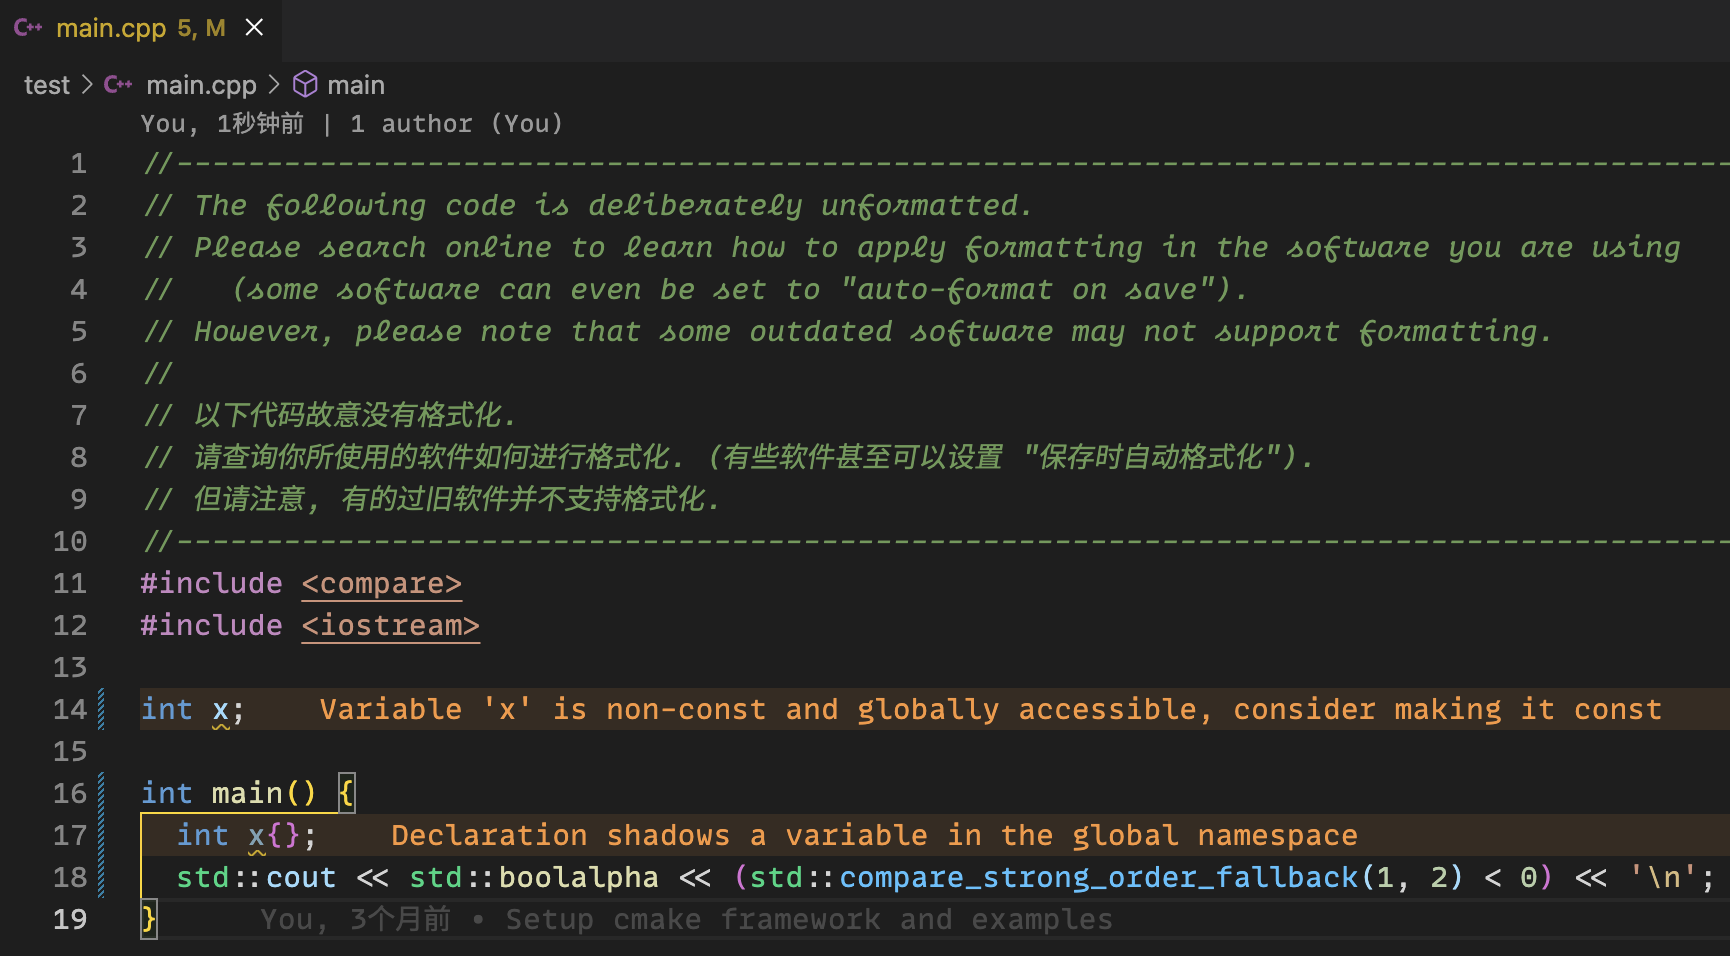 C++ main.cpp 5, M
test > C++ main.cpp > main
You, 1秒钟前 | 1 author (You)
1 //---------------------------------------------------------------------------------------
2 // The following code is deliberately unformatted.
3 // Please search online to learn how to apply formatting in the software you are using
4 //   (some software can even be set to "auto-format on save").
5 // However, please note that some outdated software may not support formatting.
6 //
7 // 以下代码故意没有格式化.
8 // 请查询你所使用的软件如何进行格式化. (有些软件甚至可以设置 "保存时自动格式化").
9 // 但请注意, 有的过旧软件并不支持格式化.
10 //---------------------------------------------------------------------------------------
11 #include <compare>
12 #include <iostream>
13
14 int x;    Variable 'x' is non-const and globally accessible, consider making it const
15
16 int main() {
17   int x{};    Declaration shadows a variable in the global namespace
18   std::cout << std::boolalpha << (std::compare_strong_order_fallback(1, 2) < 0) << '\n';
19 }      You, 3个月前 • Setup cmake framework and examples